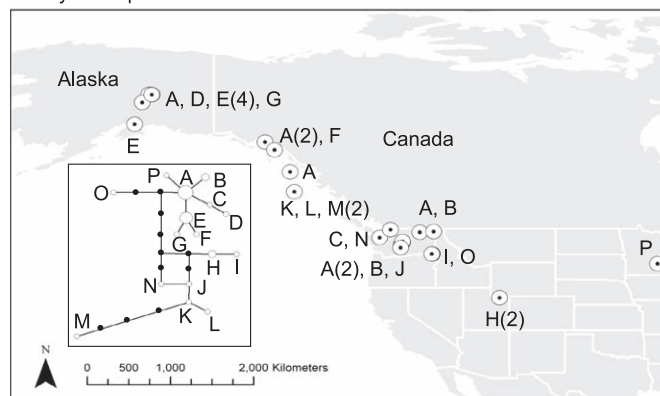 Alaska
A, D, E(4), G
E
A(2), F
Canada
A
K, L, M(2)
A, B
C, N
I, O
A(2), B, J
P
H(2)
P
A
B
O
C
D
E
G
F
H
I
N
J
M
K
L
N
0 500 1,000 2,000 Kilometers